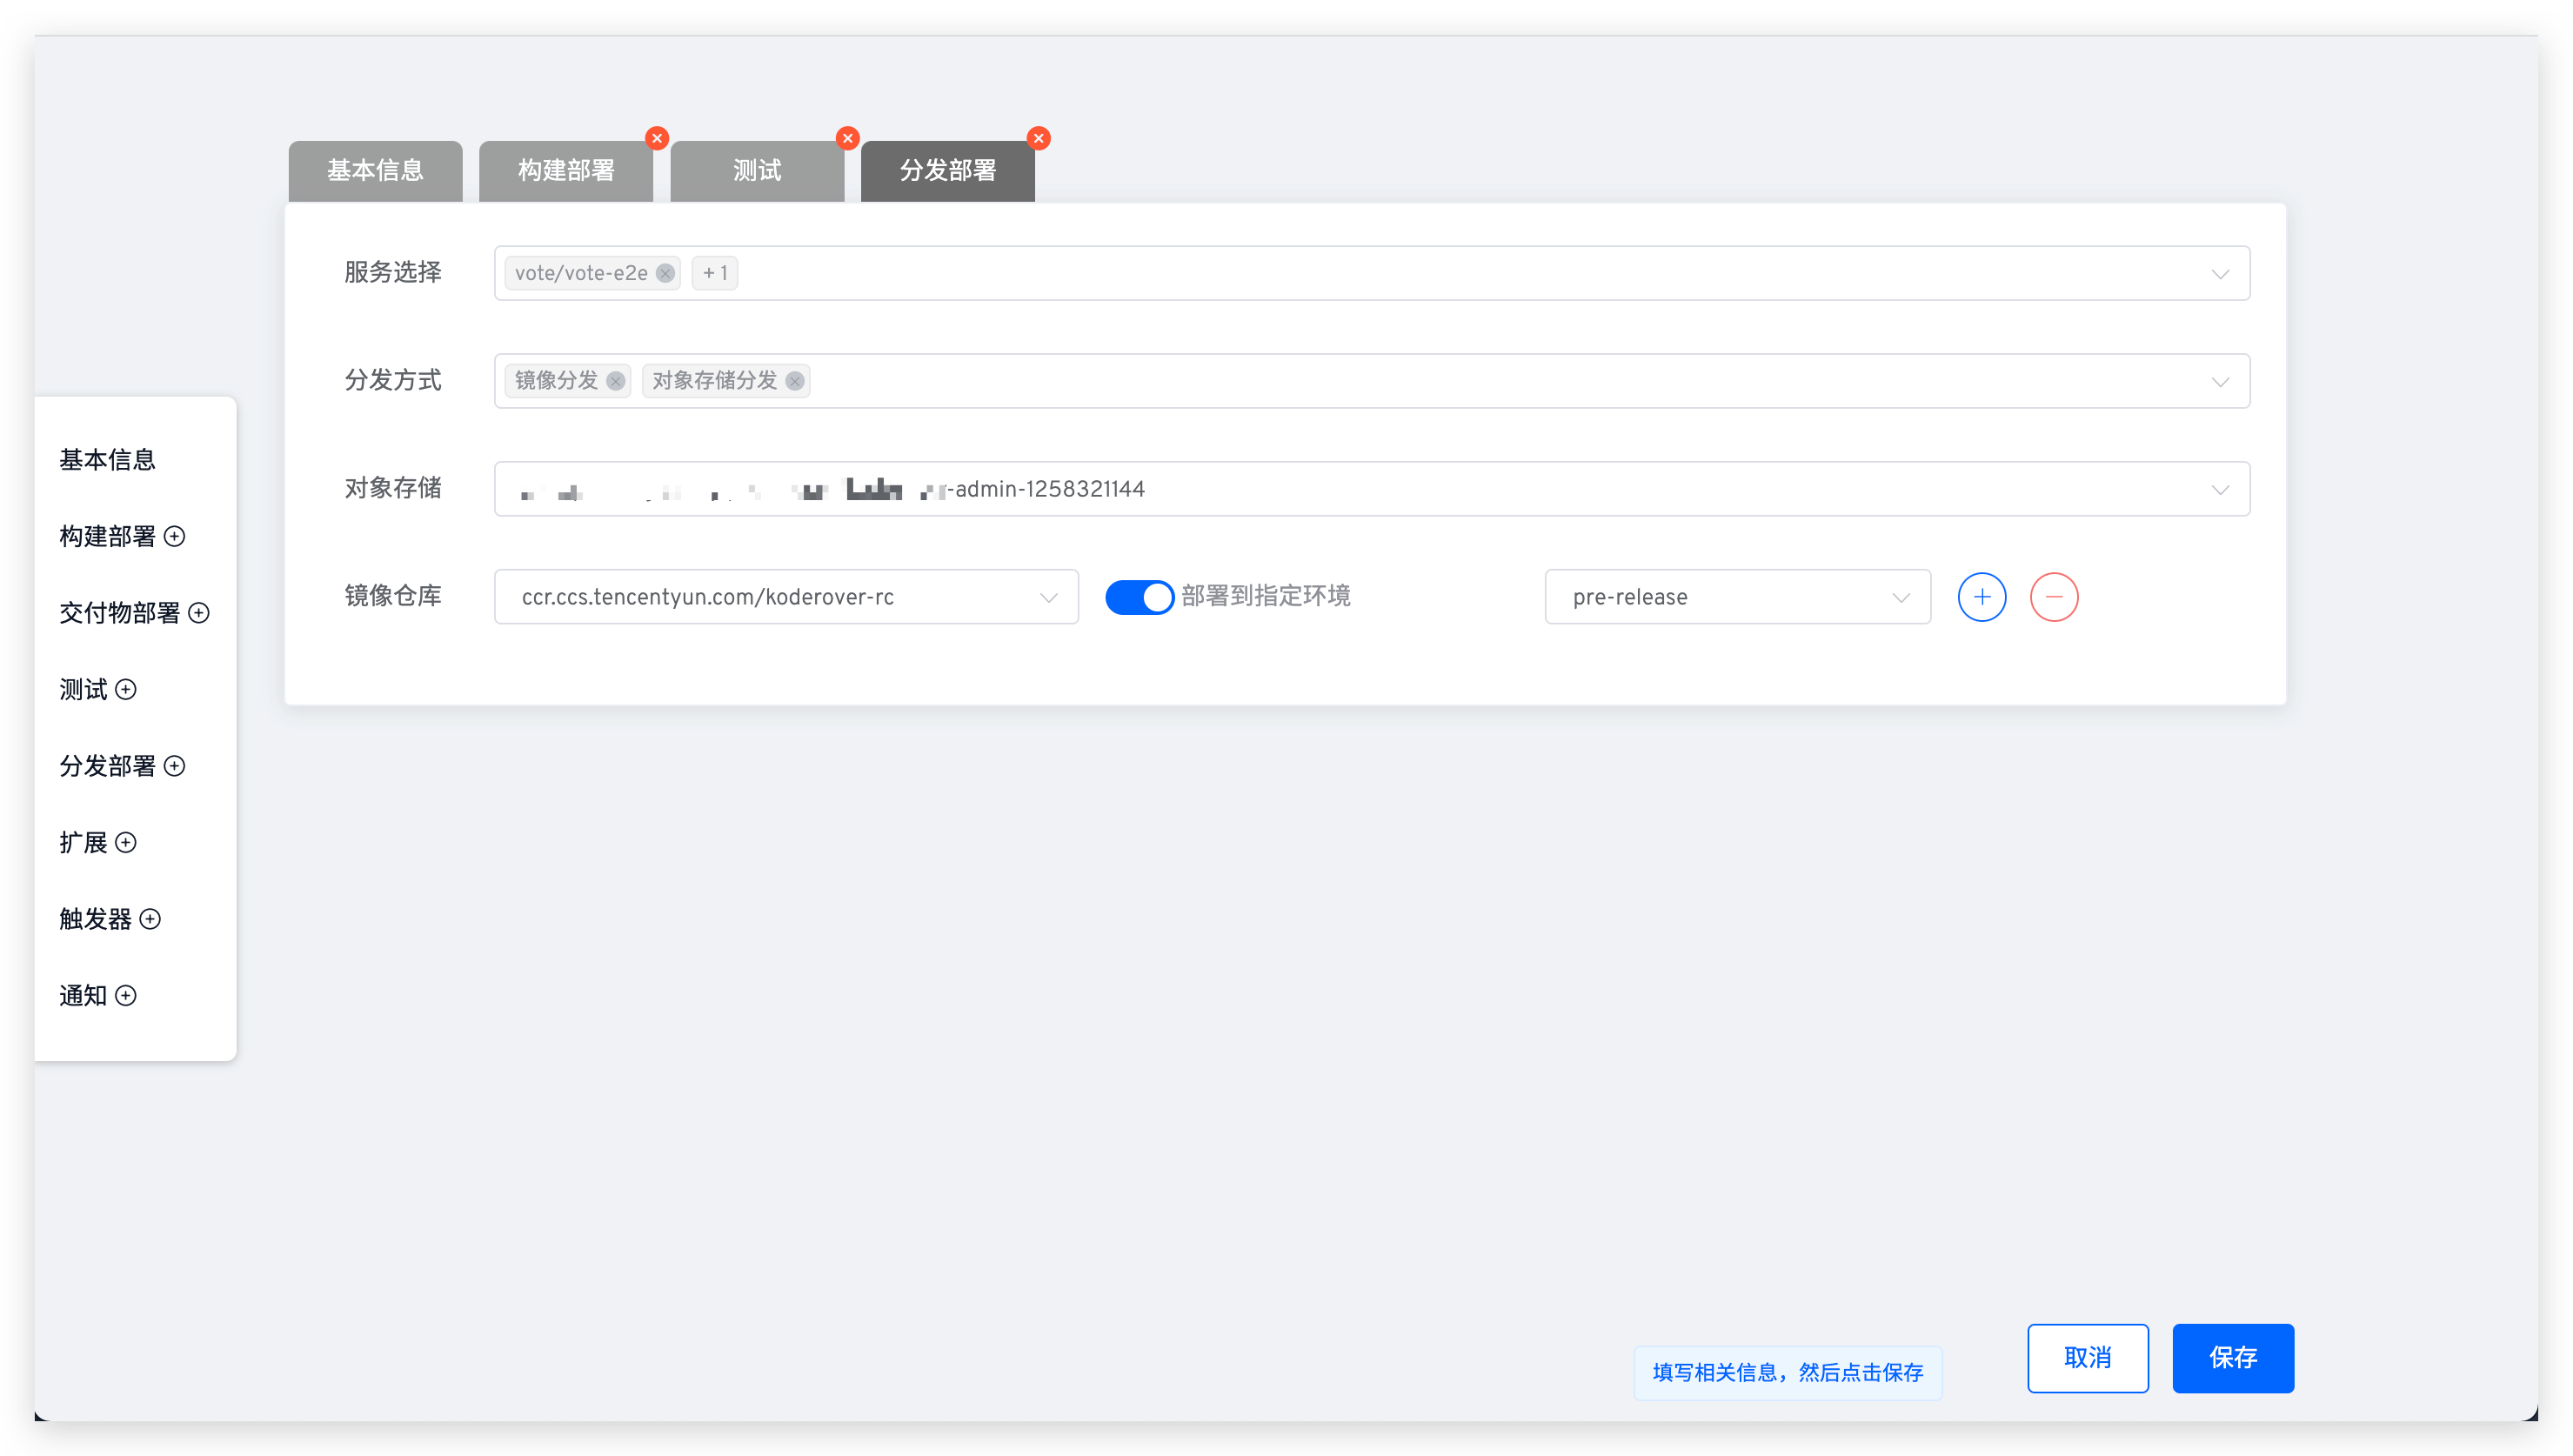 基本信息
构建部署
测试
分发部署
服务选择
vote/vote-e2e
+ 1
分发方式
镜像分发
对象存储分发
对象存储
-admin-1258321144
镜像仓库
ccr.ccs.tencentyun.com/koderover-rc
部署到指定环境
pre-release
基本信息
构建部署
交付物部署
测试
分发部署
扩展
触发器
通知
填写相关信息，然后点击保存
取消
保存